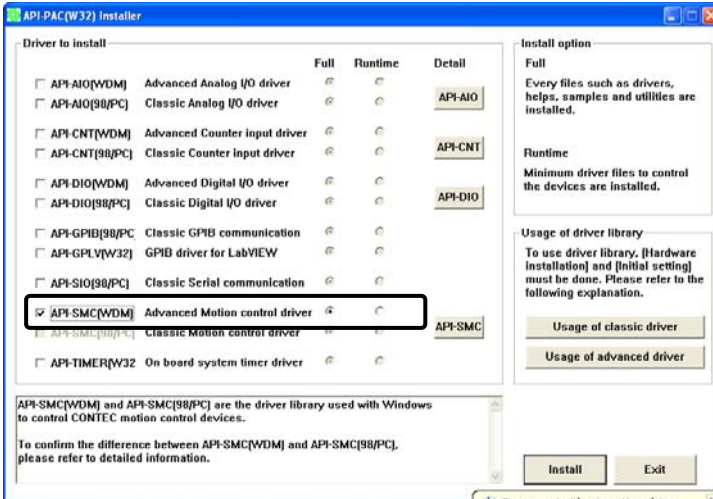 API-PAC(W32) Installer
Driver to install
Full Runtime Detail
API-AIO(WDM) Advanced Analog I/O driver
API-AIO(98/PC) Classic Analog I/O driver
API-AIO
API-CNT(WDM) Advanced Counter input driver
API-CNT(98/PC) Classic Counter input driver
API-CNT
API-DIO(WDM) Advanced Digital I/O driver
API-DIO(98/PC) Classic Digital I/O driver
API-DIO
API-GPIB(98/PC Classic GPIB communication
API-GPLV(W32) GPIB driver for LabVIEW
API-SIO(98/PC) Classic Serial communication
API-SMC(WDM) Advanced Motion control driver
API-SMC(98/PC) Classic Motion control driver
API-SMC
API-TIMER(W32 On board system timer driver
Install option
Full
Every files such as drivers,
helps, samples and utilities are
installed.
Runtime
Minimum driver files to control
the devices are installed.
Usage of driver library
To use driver library, [Hardware
installation] and [Initial setting]
must be done. Please refer to the
following explanation.
Usage of classic driver
Usage of advanced driver
API-SMC(WDM) and API-SMC(98/PC) are the driver library used with Windows
to control CONTEC motion control devices.
To confirm the difference between API-SMC(WDM) and API-SMC(98/PC),
please refer to detailed information.
Install Exit